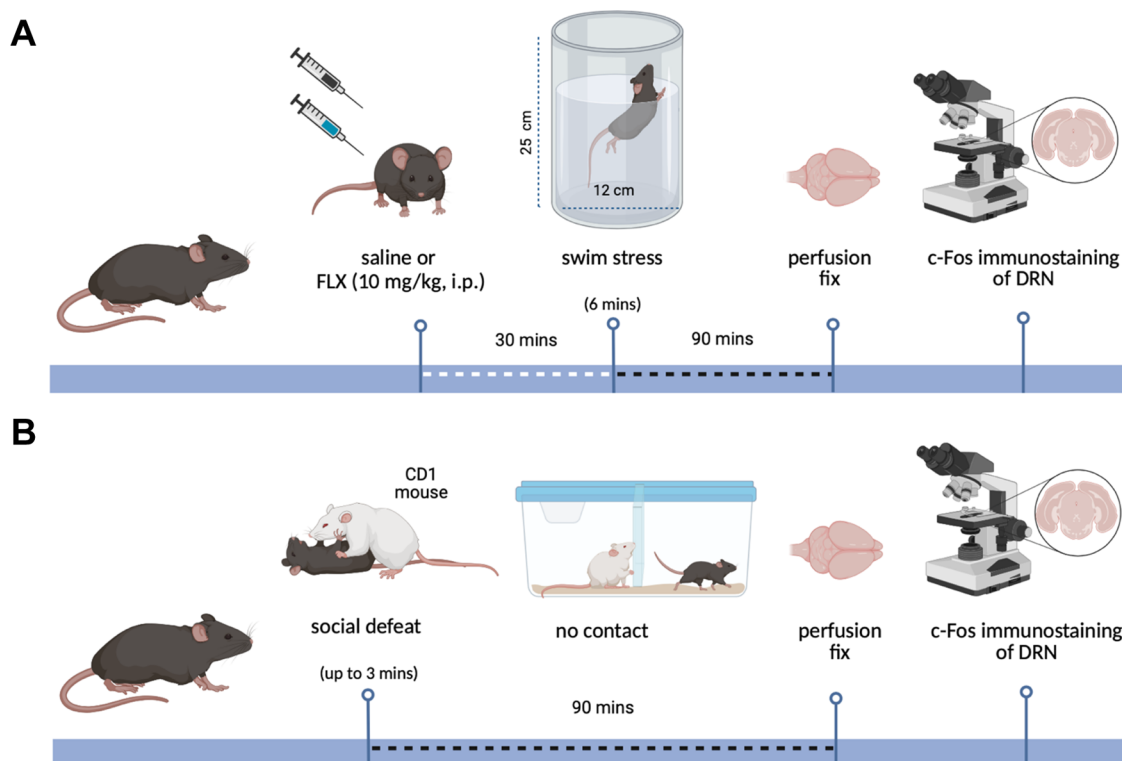 A
25 cm
12 cm
saline or
FLX (10 mg/kg, i.p.)
swim stress
(6 mins)
perfusion
fix
c-Fos immunostaining
of DRN
30 mins
90 mins
B
CD1
mouse
social defeat
(up to 3 mins)
no contact
perfusion
fix
c-Fos immunostaining
of DRN
90 mins